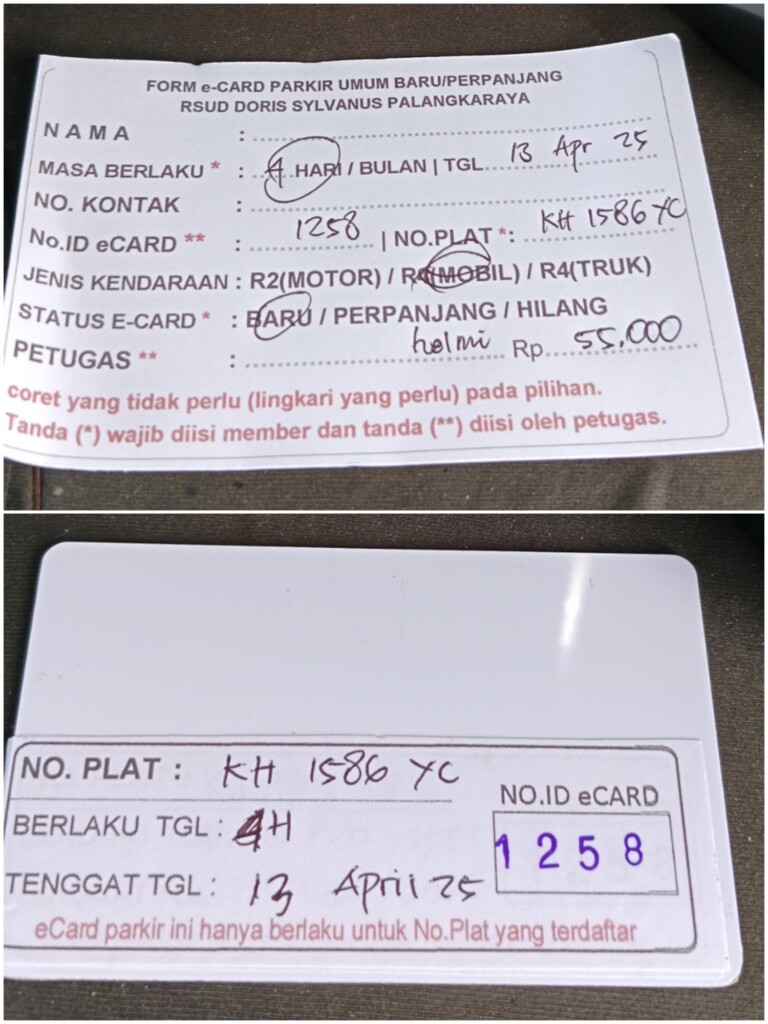 FORM e-CARD PARKIR UMUM BARU/PERPANJANG
RSUD DORIS SYLVANUS PALANGKARAYA
NAMA :
MASA BERLAKU * : 4 HARI / BULAN | TGL 13 Apr 25
NO. KONTAK :
No.ID eCARD ** : 1258 | NO.PLAT *: KH 1586 YC
JENIS KENDARAAN : R2(MOTOR) / R4(MOBIL) / R4(TRUK)
STATUS E-CARD * : BARU / PERPANJANG / HILANG
PETUGAS ** : helmi Rp 55.000
coret yang tidak perlu (lingkari yang perlu) pada pilihan.
Tanda (*) wajib diisi member dan tanda (**) diisi oleh petugas.
NO. PLAT : KH 1586 YC
NO.ID eCARD
BERLAKU TGL : 4H
1258
TENGGAT TGL : 13 April 25
eCard parkir ini hanya berlaku untuk No.Plat yang terdaftar